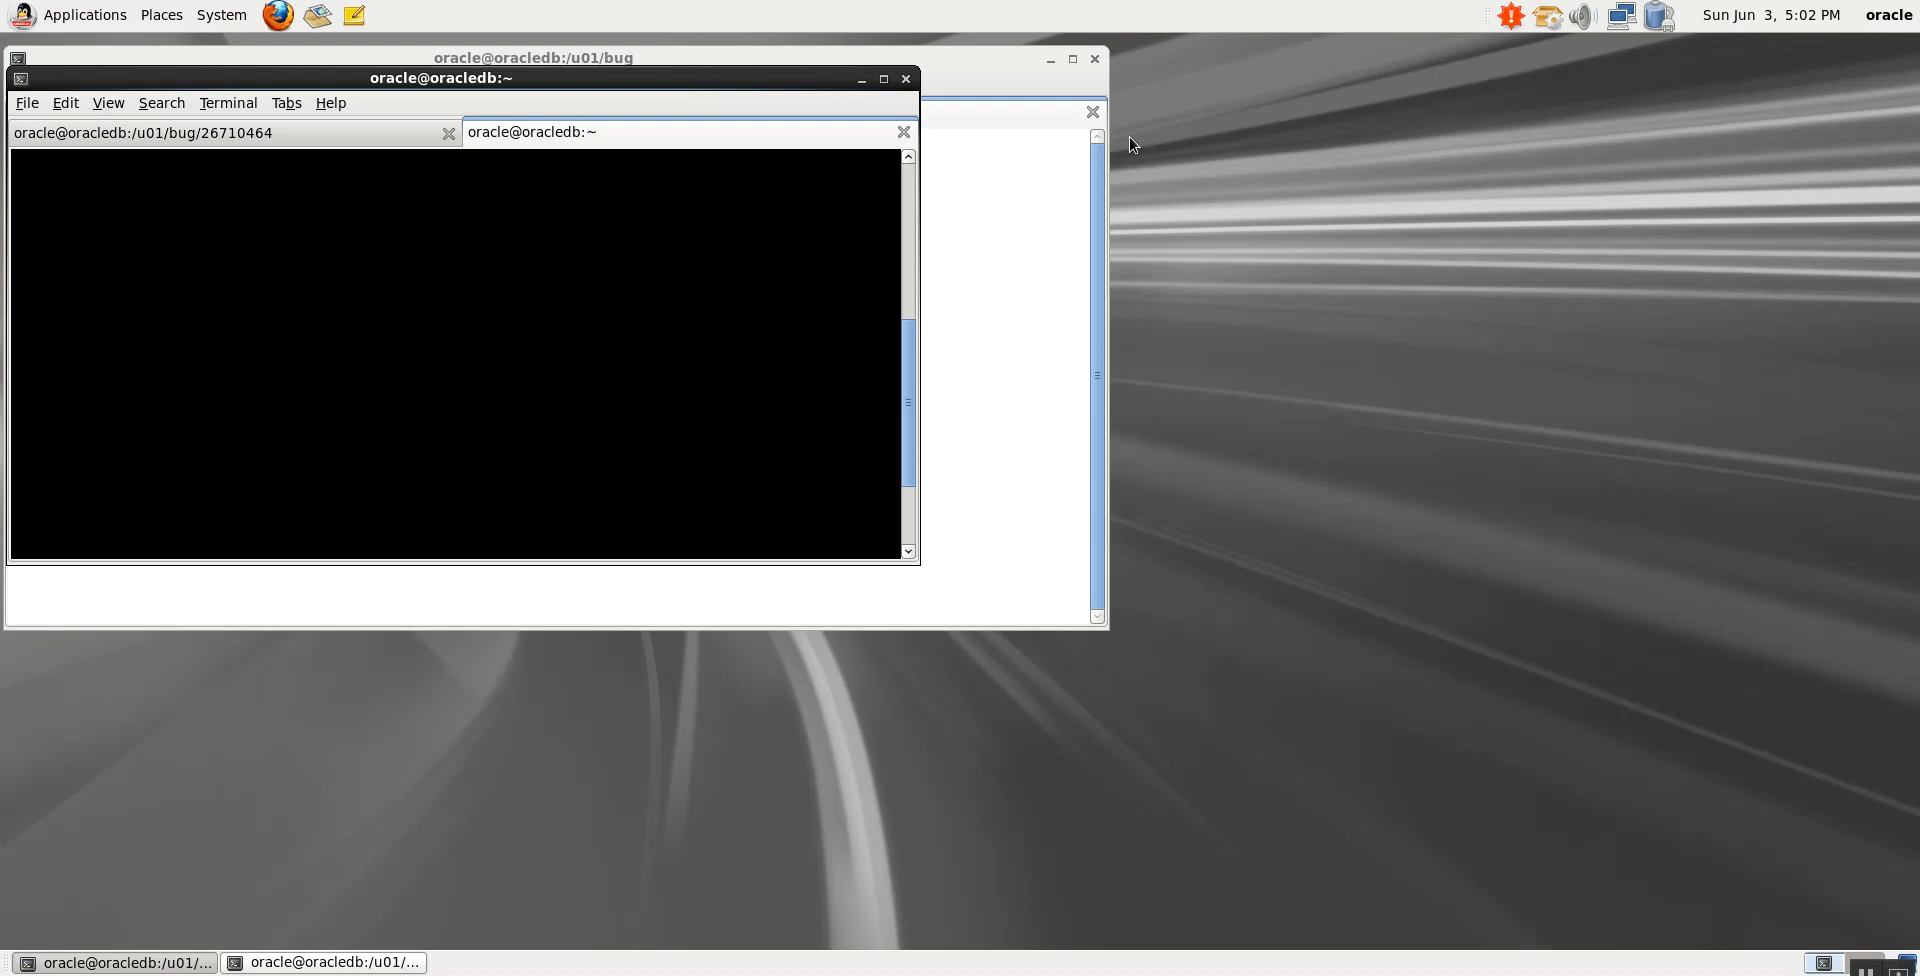 Applications Places System Sun Jun 3, 5:02 PM oracle
oracle@oracledb:/u01/bug
oracle@oracledb:~
File Edit View Search Terminal Tabs Help
oracle@oracledb:/u01/bug/26710464 oracle@oracledb:~
oracle@oracledb:/u01/... oracle@oracledb:/u01/...